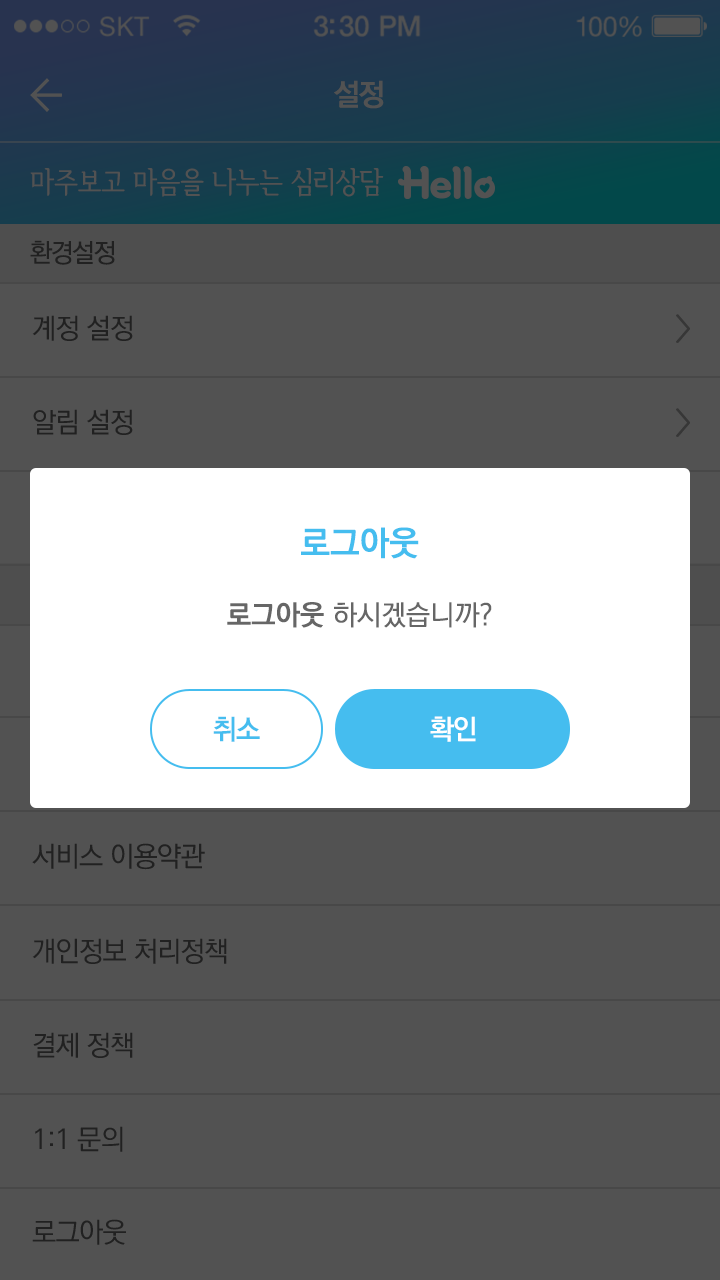 SKT 3:30 PM 100%
설정
마주보고 마음을 나누는 심리상담 Hello
환경설정
계정 설정
알림 설정
로그아웃
로그아웃 하시겠습니까?
취소 확인
서비스 이용약관
개인정보 처리정책
결제 정책
1:1 문의
로그아웃